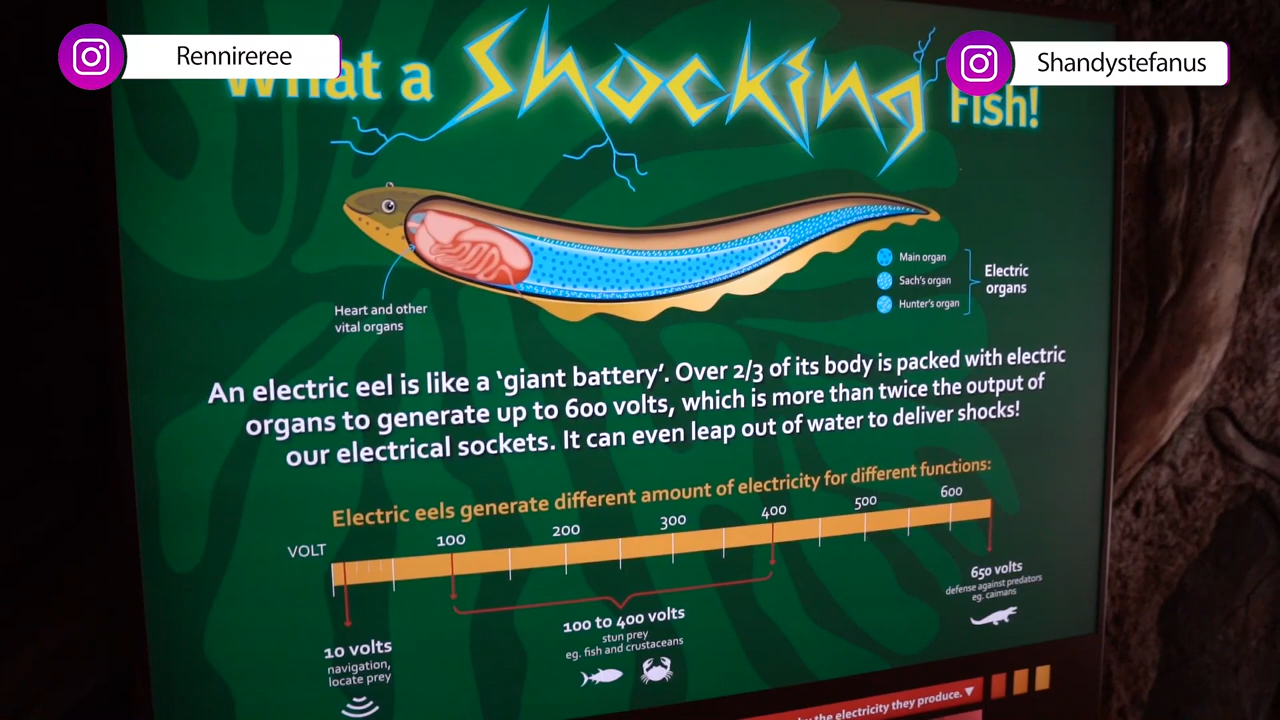 Rennireree
Shandystefanus
What a Shocking Fish!
Main organ
Sach's organ
Hunter's organ
Electric
organs
Heart and other
vital organs
An electric eel is like a 'giant battery'. Over 2/3 of its body is packed with electric
organs to generate up to 600 volts, which is more than twice the output of
our electrical sockets. It can even leap out of water to deliver shocks!
Electric eels generate different amount of electricity for different functions:
VOLT 100 200 300 400 500 600
10 volts
navigation,
locate prey
100 to 400 volts
stun prey
eg. fish and crustaceans
650 volts
defense against predators
eg. caimans
the electricity they produce.